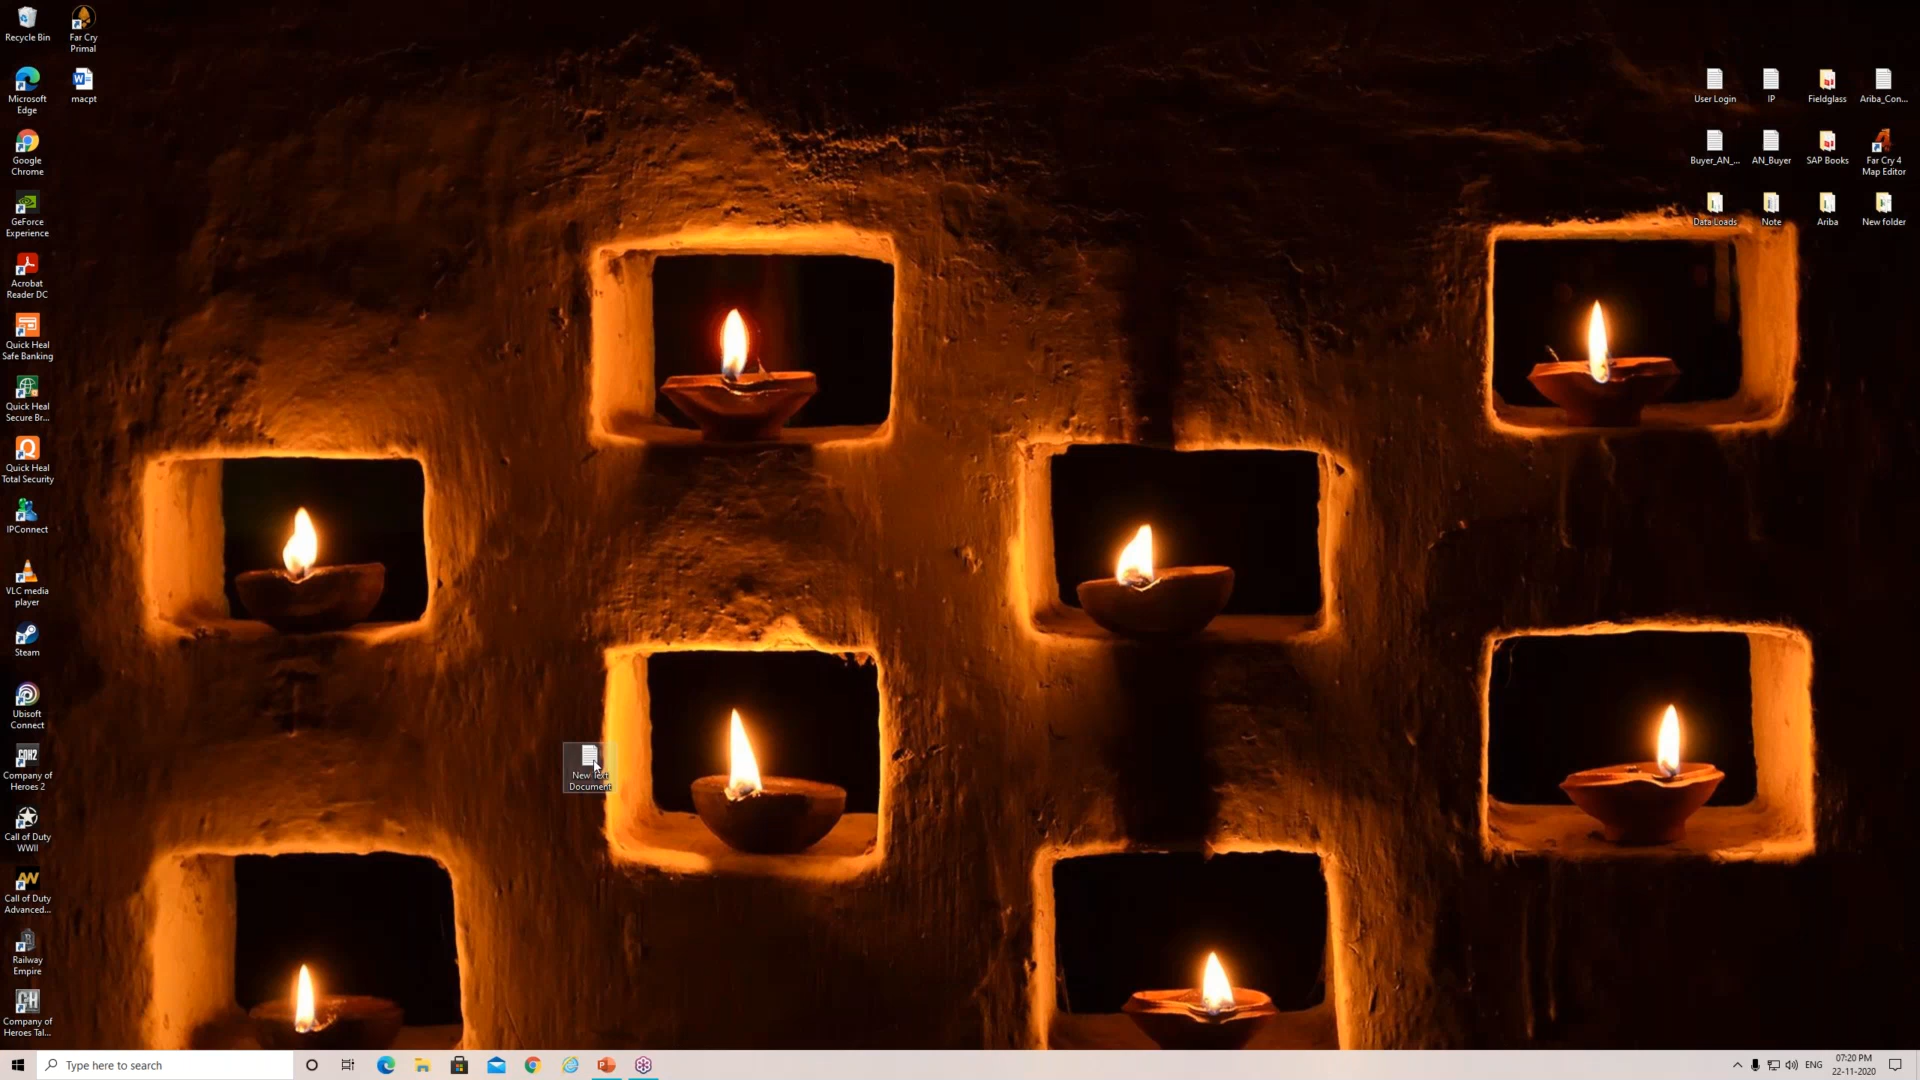 Recycle Bin
Far Cry
Primal
Microsoft
Edge
macpt
Google
Chrome
GeForce
Experience
Acrobat
Reader DC
Quick Heal
Safe Banking
Quick Heal
Secure Br...
Quick Heal
Total Security
IPConnect
VLC media
player
Steam
Ubisoft
Connect
COH2
Company of
Heroes 2
Call of Duty
WWII
AW
Call of Duty
Advanced...
Railway
Empire
CH
Company of
Heroes Tal...
New Text
Document
User Login
IP
Fieldglass
Ariba_Con...
Buyer_AN_...
AN_Buyer
SAP Books
Far Cry 4
Map Editor
Data Loads
Note
Ariba
New folder
Type here to search
ENG
07:20 PM
22-11-2020